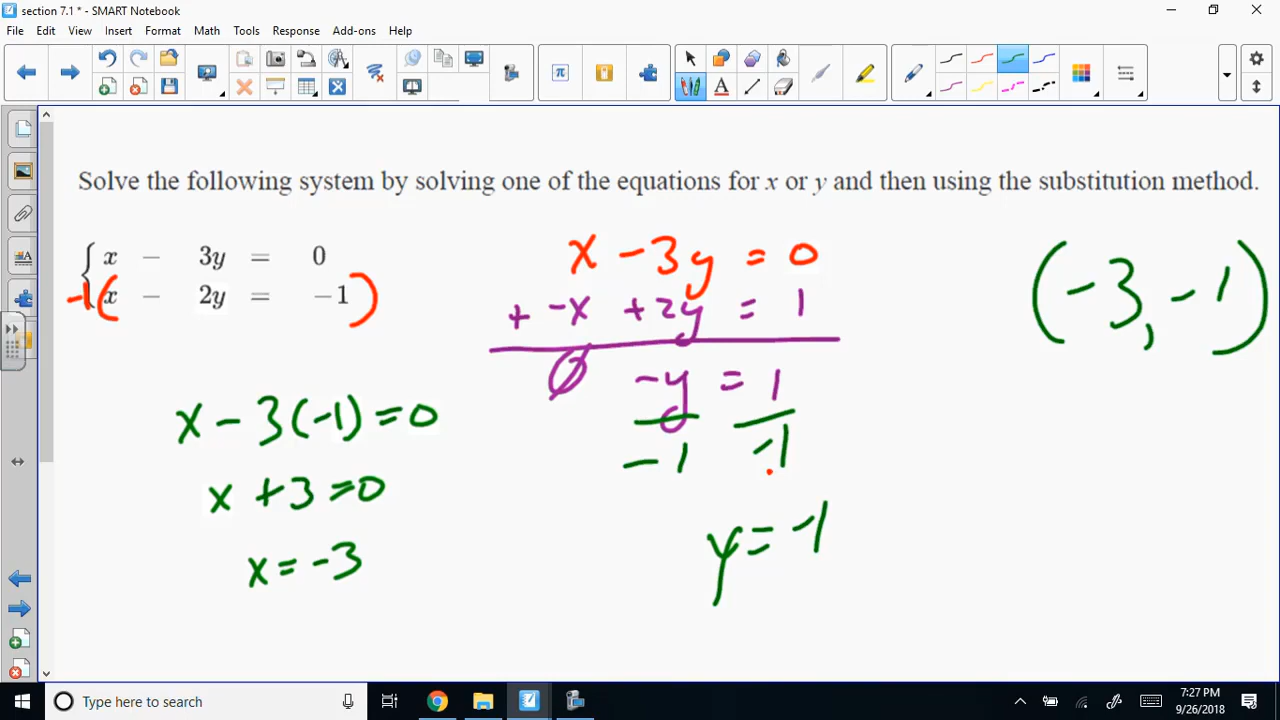 section 7.1 * - SMART Notebook
File Edit View Insert Format Math Tools Response Add-ons Help
Solve the following system by solving one of the equations for x or y and then using the substitution method.
x − 3y = 0
-1(x − 2y = −1)
x - 3y = 0
+ -x + 2y = 1
0 -y = 1
-1 -1
y = -1
(-3, -1)
x - 3(-1) = 0
x + 3 = 0
x = -3
Type here to search
7:27 PM
9/26/2018